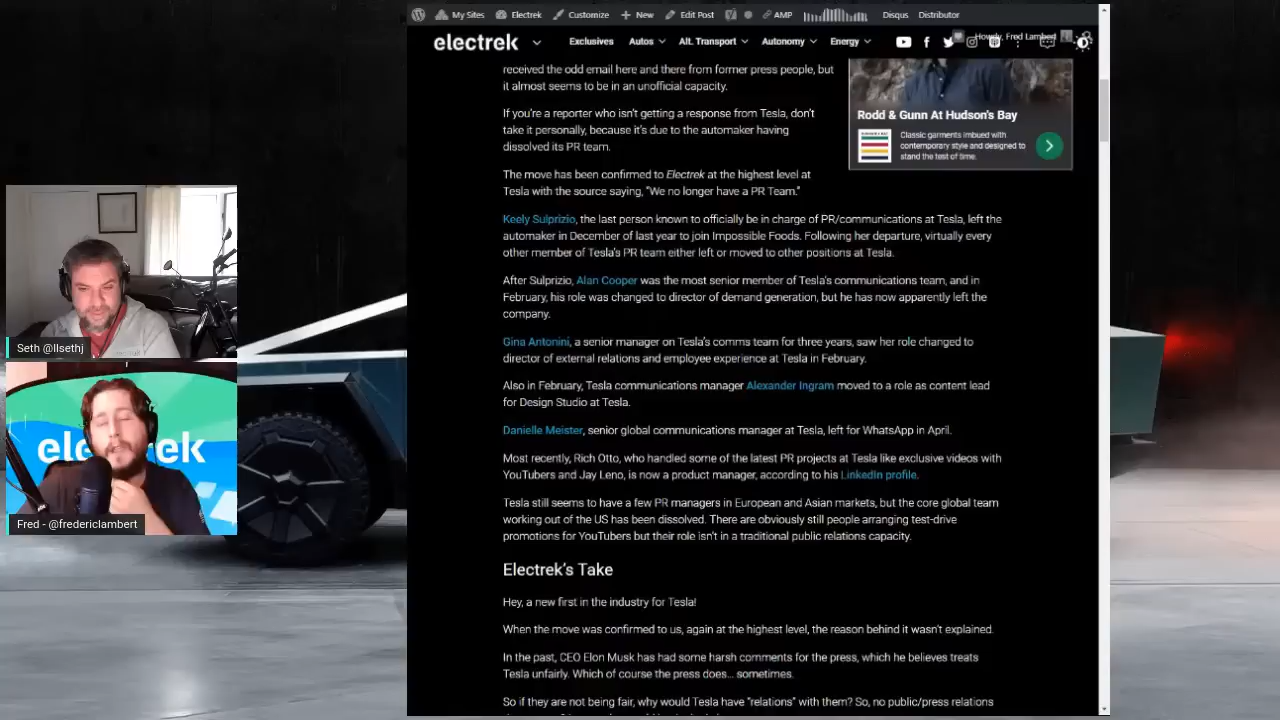 My Sites
Electrek
Customize
New
Edit Post
AMP
Disqus
Distributor
electrek
Exclusives
Autos
Alt. Transport
Autonomy
Energy
Howdy, Fred Lambert
received the odd email here and there from former press people, but
it almost seems to be in an unofficial capacity.
If you're a reporter who isn't getting a response from Tesla, don't
take it personally, because it's due to the automaker having
dissolved its PR team.
The move has been confirmed to Electrek at the highest level at
Tesla with the source saying, "We no longer have a PR Team."
Rodd & Gunn At Hudson's Bay
Classic garments imbued with
contemporary style and designed to
stand the test of time.
Keely Sulprizio, the last person known to officially be in charge of PR/communications at Tesla, left the
automaker in December of last year to join Impossible Foods. Following her departure, virtually every
other member of Tesla's PR team either left or moved to other positions at Tesla.
After Sulprizio, Alan Cooper was the most senior member of Tesla's communications team, and in
February, his role was changed to director of demand generation, but he has now apparently left the
company.
Gina Antonini, a senior manager on Tesla's comms team for three years, saw her role changed to
director of external relations and employee experience at Tesla in February.
Also in February, Tesla communications manager Alexander Ingram moved to a role as content lead
for Design Studio at Tesla.
Danielle Meister, senior global communications manager at Tesla, left for WhatsApp in April.
Most recently, Rich Otto, who handled some of the latest PR projects at Tesla like exclusive videos with
YouTubers and Jay Leno, is now a product manager, according to his LinkedIn profile.
Tesla still seems to have a few PR managers in European and Asian markets, but the core global team
working out of the US has been dissolved. There are obviously still people arranging test-drive
promotions for YouTubers but their role isn't in a traditional public relations capacity.
Electrek's Take
Hey, a new first in the industry for Tesla!
When the move was confirmed to us, again at the highest level, the reason behind it wasn't explained.
In the past, CEO Elon Musk has had some harsh comments for the press, which he believes treats
Tesla unfairly. Which of course the press does... sometimes.
So if they are not being fair, why would Tesla have "relations" with them? So, no public/press relations
Seth @llsethj
Fred - @fredericlambert